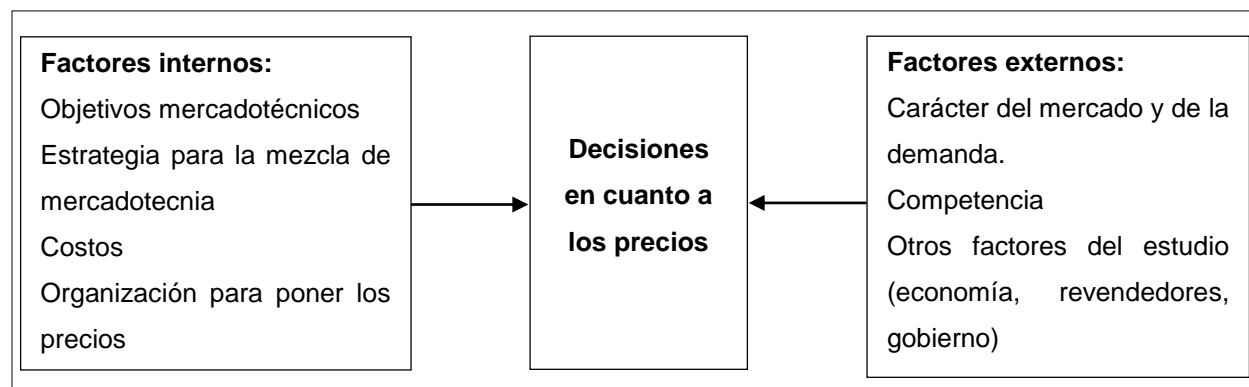 Factores internos:
Objetivos mercadotécnicos
Estrategia para la mezcla de
mercadotecnia
Costos
Organización para poner los
precios
Decisiones
en cuanto a
los precios
Factores externos:
Carácter del mercado y de la
demanda.
Competencia
Otros factores del estudio
(economía, revendedores,
gobierno)